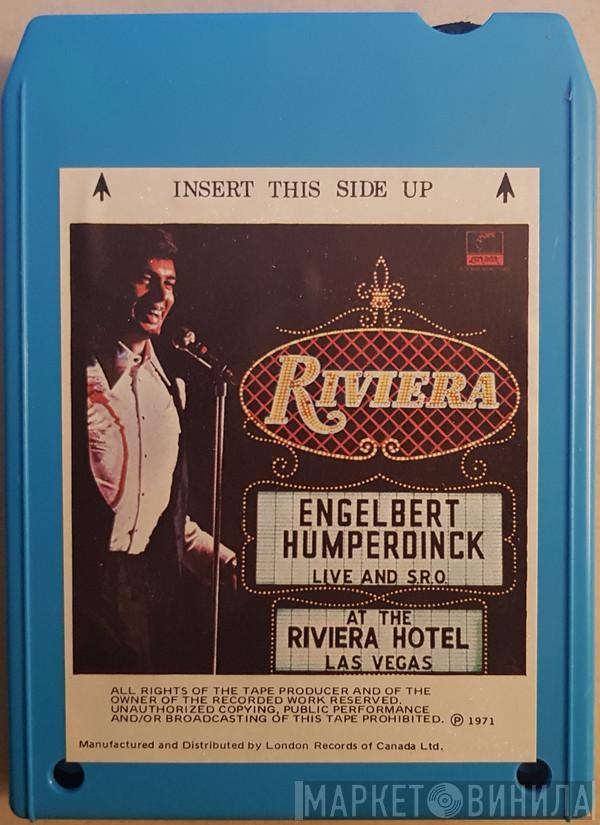 INSERT THIS SIDE UP
LONDON
RIVIERA
ENGELBERT
HUMPERDINCK
LIVE AND S.R.O.
AT THE
RIVIERA HOTEL
LAS VEGAS
ALL RIGHTS OF THE TAPE PRODUCER AND OF THE
OWNER OF THE RECORDED WORK RESERVED.
UNAUTHORIZED COPYING, PUBLIC PERFORMANCE
AND/OR BROADCASTING OF THIS TAPE PROHIBITED. ℗ 1971
Manufactured and Distributed by London Records of Canada Ltd.
МАРКЕТ ВИНИЛА